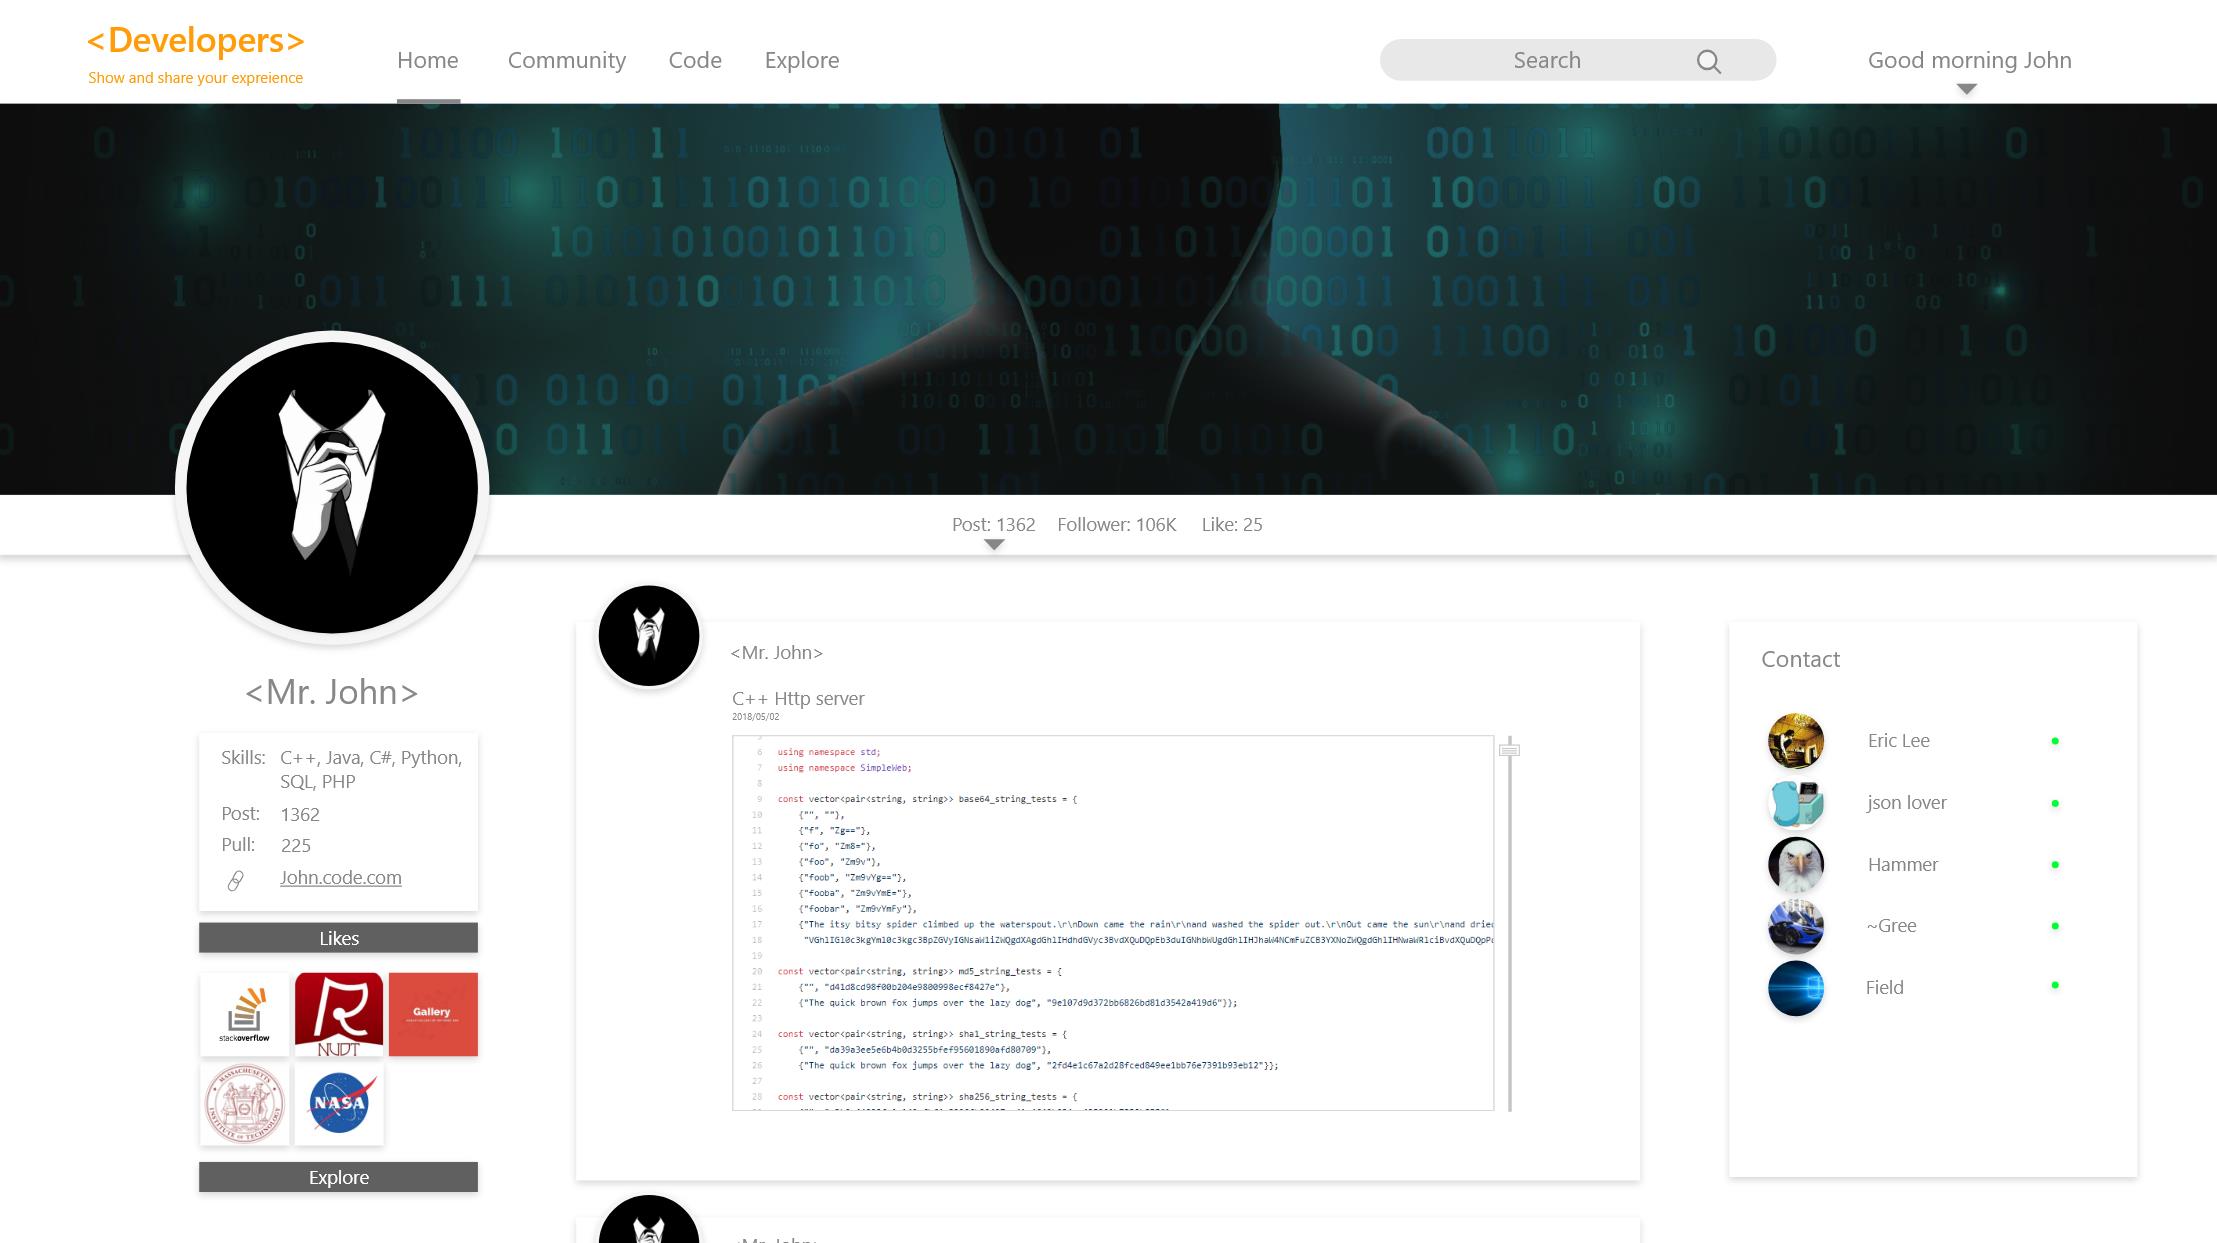 <Developers>
Show and share your expreience
Home Community Code Explore
Search
Good morning John
Post: 1362 Follower: 106K Like: 25
<Mr. John>
Skills: C++, Java, C#, Python,
SQL, PHP
Post: 1362
Pull: 225
John.code.com
Likes
stackoverflow
NUDT
Gallery
MASSACHUSETTS
INSTITUTE OF TECHNOLOGY
NASA
Explore
<Mr. John>
C++ Http server
2018/05/02
6 using namespace std;
7 using namespace SimpleWeb;
8
9 const vector<pair<string, string>> base64_string_tests = {
10 {"", ""},
11 {"f", "Zg=="},
12 {"fo", "Zm8="},
13 {"foo", "Zm9v"},
14 {"foob", "Zm9vYg=="},
15 {"fooba", "Zm9vYmE="},
16 {"foobar", "Zm9vYmFy"},
17 {"The itsy bitsy spider climbed up the waterspout.\r\nDown came the rain\r\nand washed the spider out.\r\nOut came the sun\r\nand dried
18
19
20 const vector<pair<string, string>> md5_string_tests = {
21 {"", "d41d8cd98f00b204e9800998ecf8427e"},
22 {"The quick brown fox jumps over the lazy dog", "9e107d9d372bb6826bd81d3542a419d6"}};
23
24 const vector<pair<string, string>> sha1_string_tests = {
25 {"", "da39a3ee5e6b4b0d3255bfef95601890afd80709"},
26 {"The quick brown fox jumps over the lazy dog", "2fd4e1c67a2d28fced849ee1bb76e7391b93eb12"}};
27
28 const vector<pair<string, string>> sha256_string_tests = {
Contact
Eric Lee
json lover
Hammer
~Gree
Field